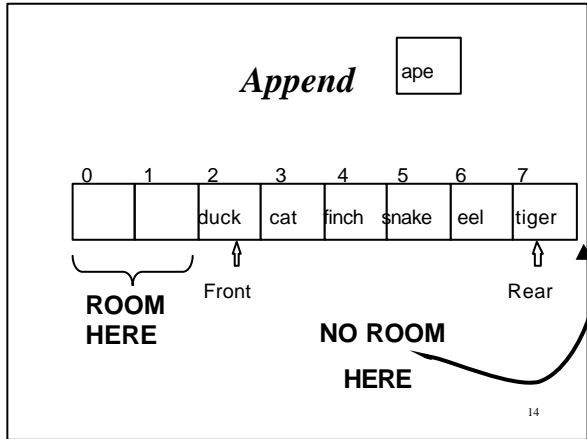 Append ape
0 1 2 3 4 5 6 7
duck cat finch snake eel tiger
Front Rear
ROOM
HERE
NO ROOM
HERE
14